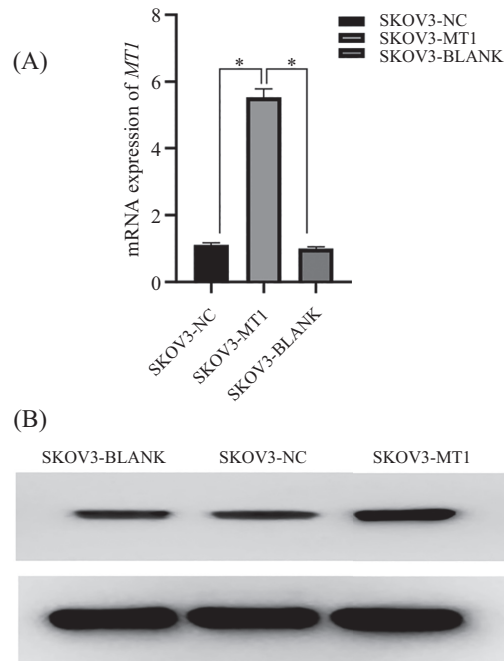 SKOV3-NC
SKOV3-MT1
SKOV3-BLANK
(A)
mRNA expression of MT1
8
6
4
2
0
* *
SKOV3-NC
SKOV3-MT1
SKOV3-BLANK
(B)
SKOV3-BLANK SKOV3-NC SKOV3-MT1